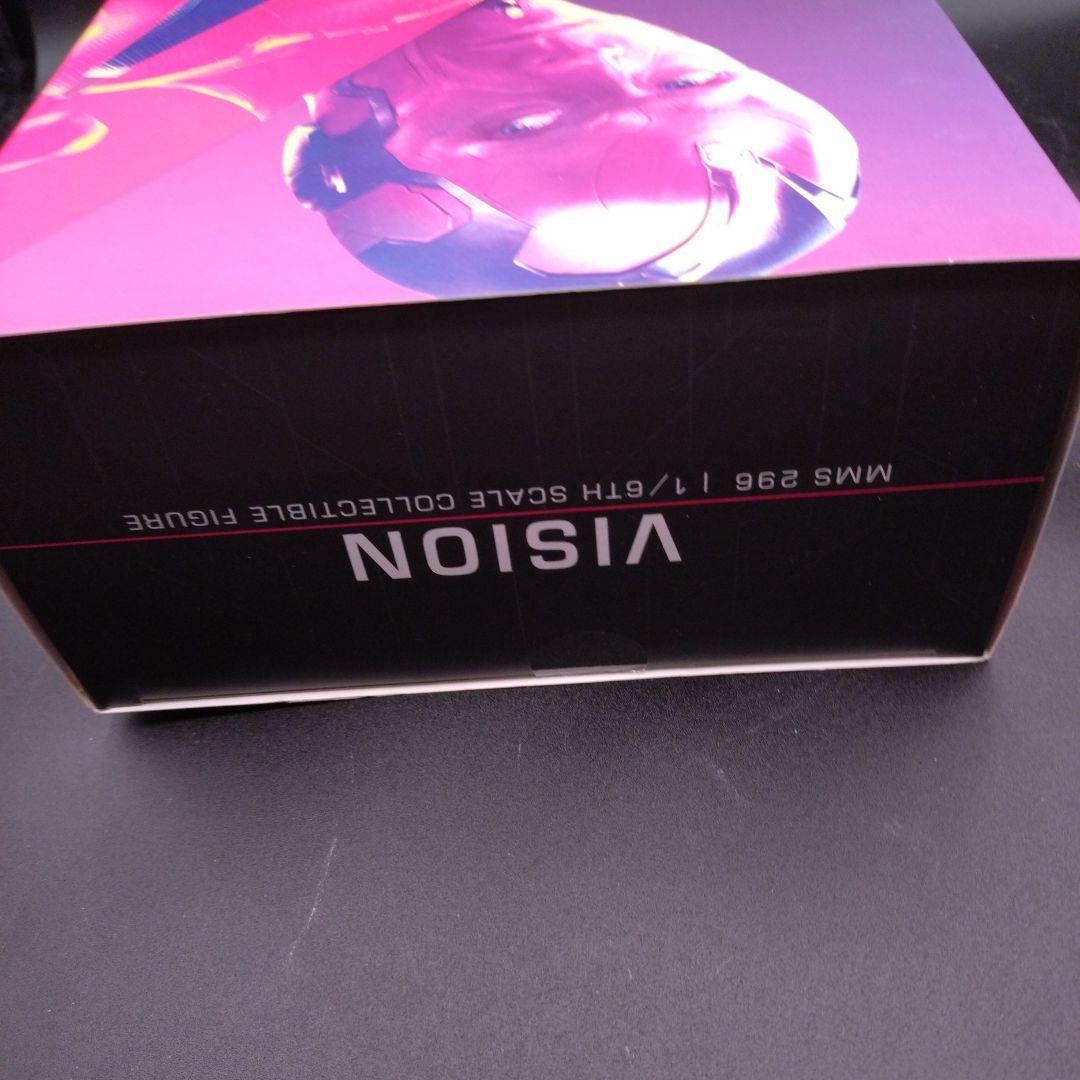 VISION
MMS 296 | 1/6TH SCALE COLLECTIBLE FIGURE